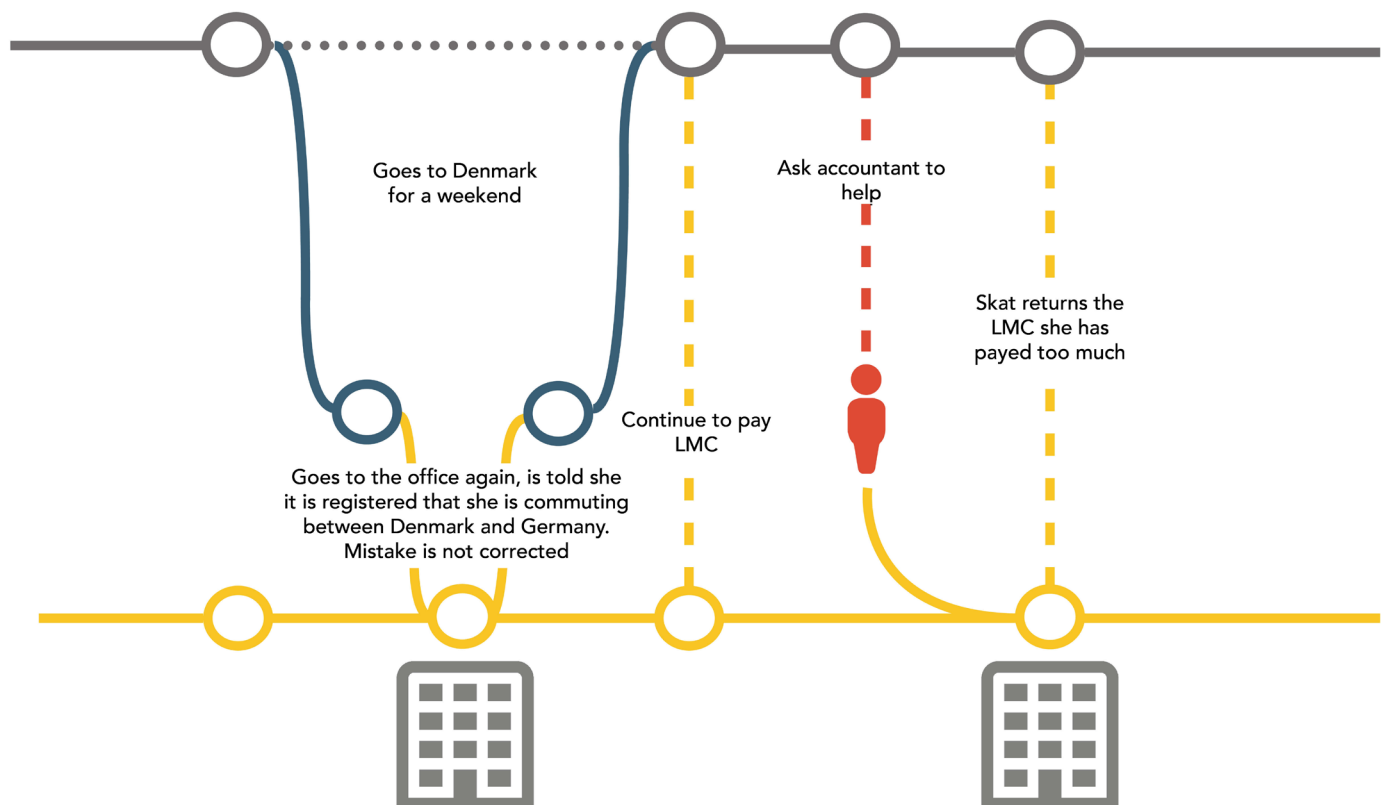 Goes to Denmark
for a weekend
Ask accountant to
help
Skat returns the
LMC she has
payed too much
Continue to pay
LMC
Goes to the office again, is told she
it is registered that she is commuting
between Denmark and Germany.
Mistake is not corrected